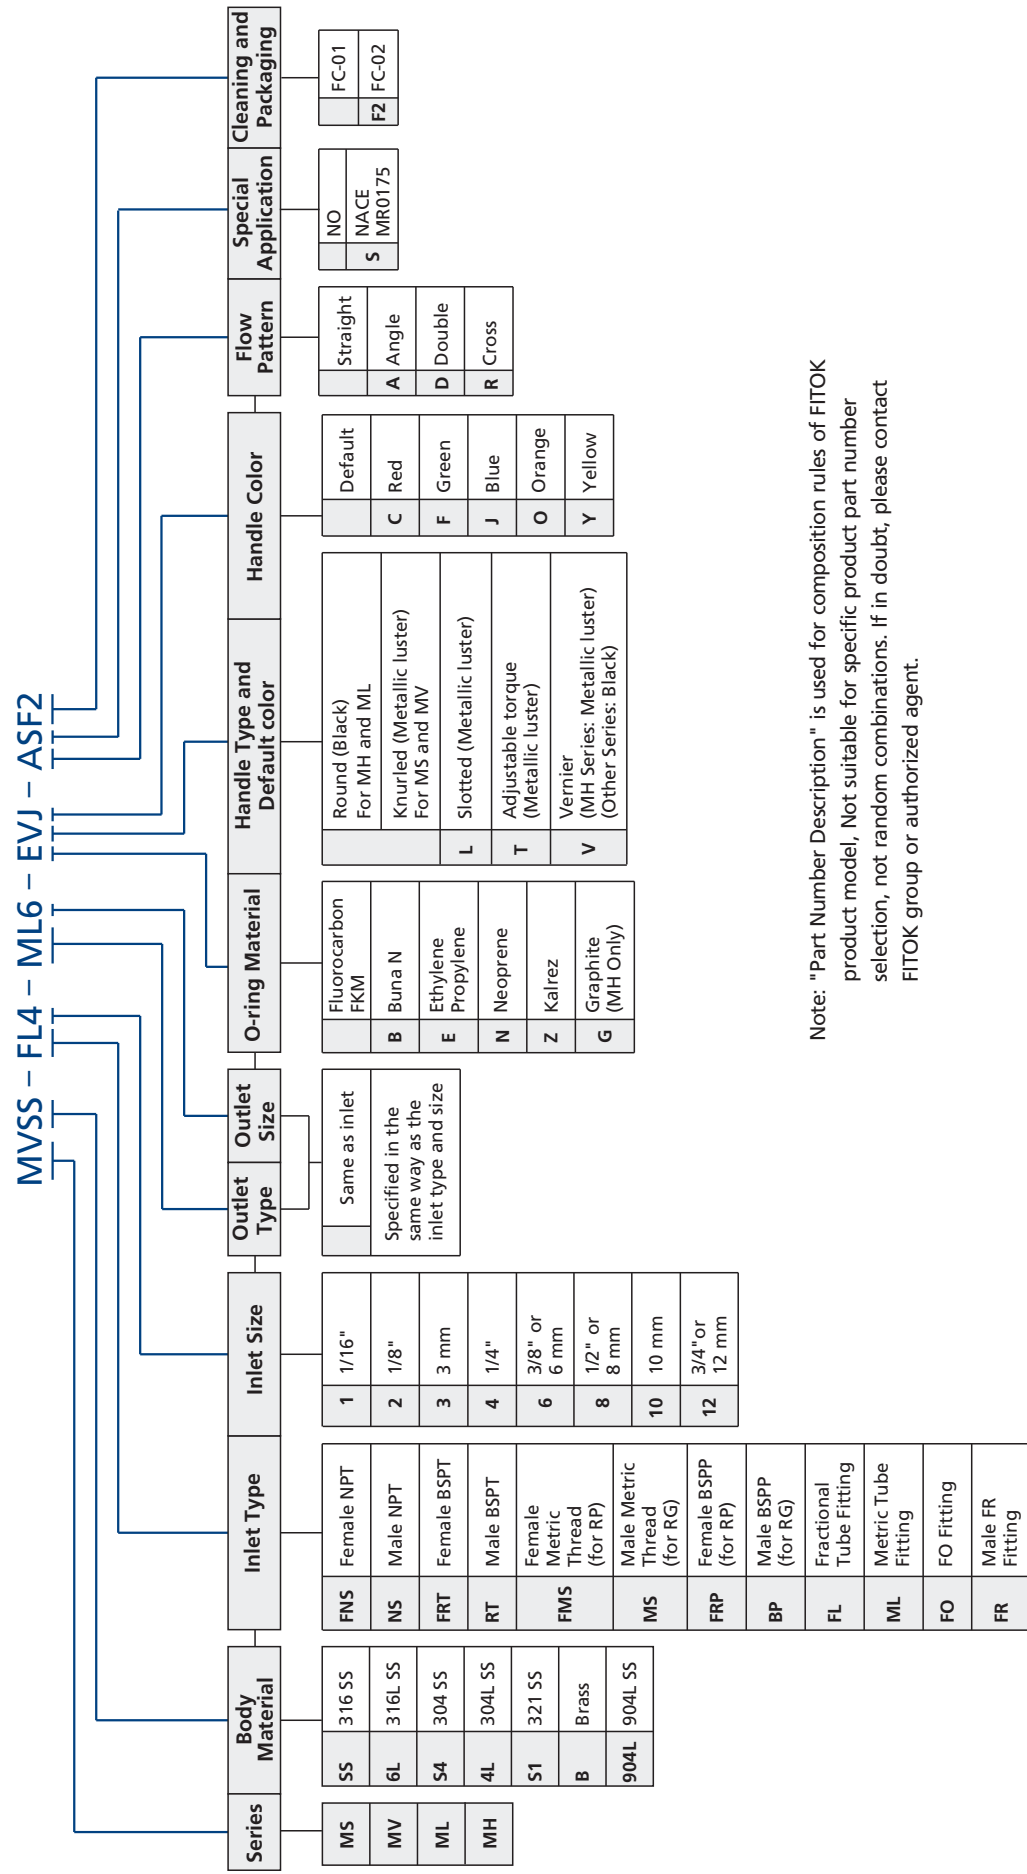 MVSS – FL4 – ML6 – EVJ – ASF2
Series
MS
MV
ML
MH
Body
Material
SS 316 SS
6L 316L SS
S4 304 SS
4L 304L SS
S1 321 SS
B Brass
904L 904L SS
Inlet Type
FNS Female NPT
NS Male NPT
FRT Female BSPT
RT Male BSPT
FMS Female
Metric
Thread
(for RP)
MS Male Metric
Thread
(for RG)
FRP Female BSPP
(for RP)
BP Male BSPP
(for RG)
FL Fractional
Tube Fitting
ML Metric Tube
Fitting
FO FO Fitting
FR Male FR
Fitting
Inlet Size
1 1/16"
2 1/8"
3 3 mm
4 1/4"
6 3/8" or
6 mm
8 1/2" or
8 mm
10 10 mm
12 3/4"or
12 mm
Outlet
Type
Outlet
Size
Same as inlet
Specified in the
same way as the
inlet type and size
O-ring Material
Fluorocarbon
FKM
B Buna N
E Ethylene
Propylene
N Neoprene
Z Kalrez
G Graphite
(MH Only)
Handle Type and
Default color
Round (Black)
For MH and ML
Knurled (Metallic luster)
For MS and MV
L Slotted (Metallic luster)
T Adjustable torque
(Metallic luster)
V Vernier
(MH Series: Metallic luster)
(Other Series: Black)
Handle Color
Default
C Red
F Green
J Blue
O Orange
Y Yellow
Flow
Pattern
Straight
A Angle
D Double
R Cross
Special
Application
NO
S NACE
MR0175
Cleaning and
Packaging
FC-01
F2 FC-02
Note: "Part Number Description" is used for composition rules of FITOK
product model, Not suitable for specific product part number
selection, not random combinations. If in doubt, please contact
FITOK group or authorized agent.